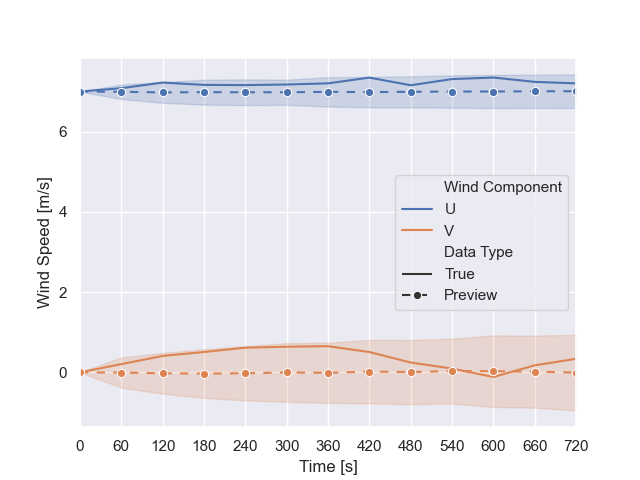 6
4
2
0
Wind Speed [m/s]
Wind Component
U
V
Data Type
True
Preview
0 60 120 180 240 300 360 420 480 540 600 660 720
Time [s]